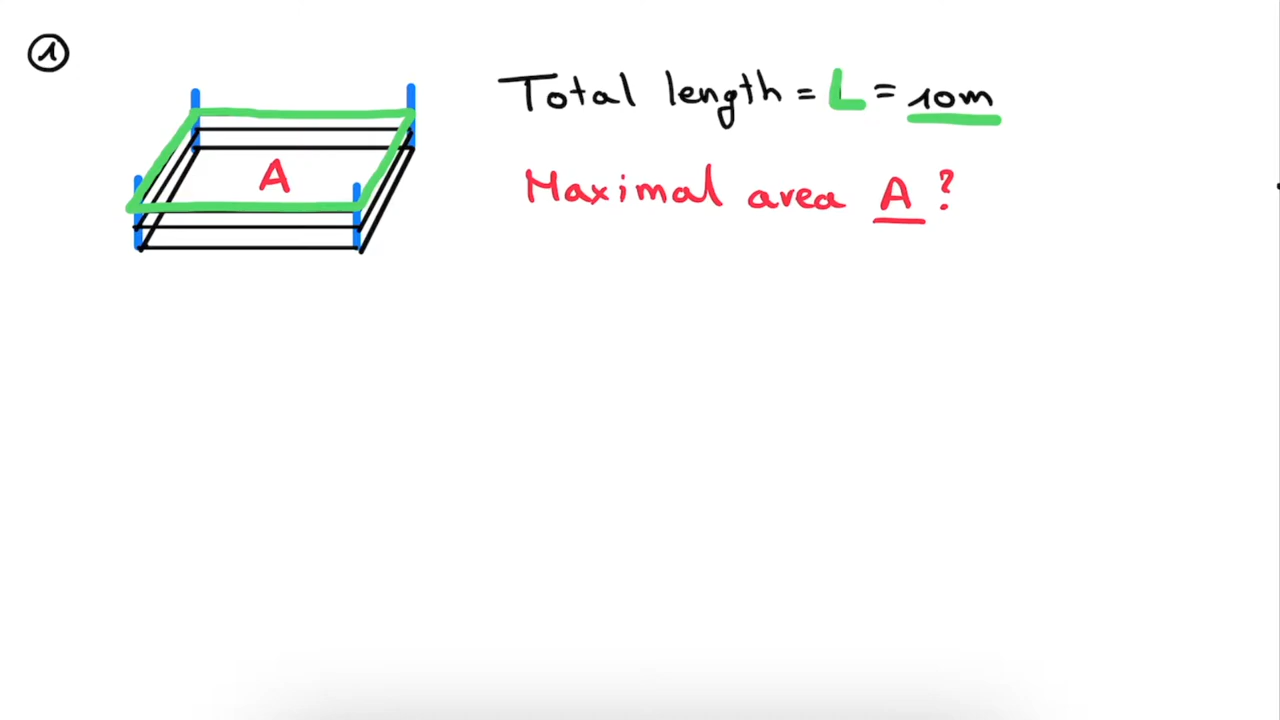 1
Total length = L = 10m
Maximal area A ?
A